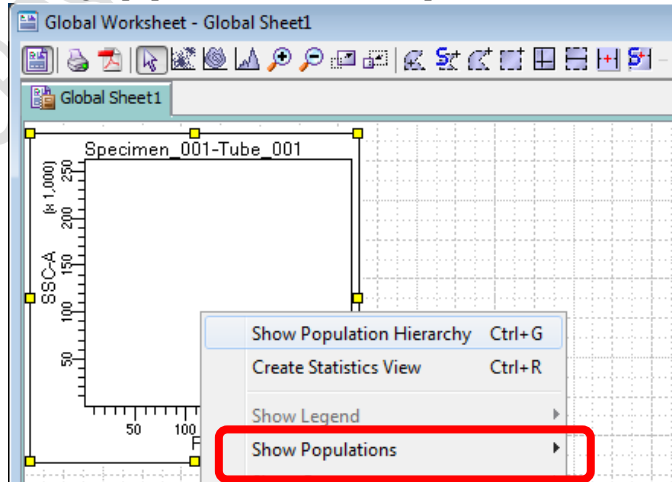 Global Worksheet - Global Sheet1
Global Sheet1
Specimen_001-Tube_001
(x 1,000)
SSC-A
250
200
150
100
50
50 100
F
Show Population Hierarchy Ctrl+G
Create Statistics View Ctrl+R
Show Legend
Show Populations